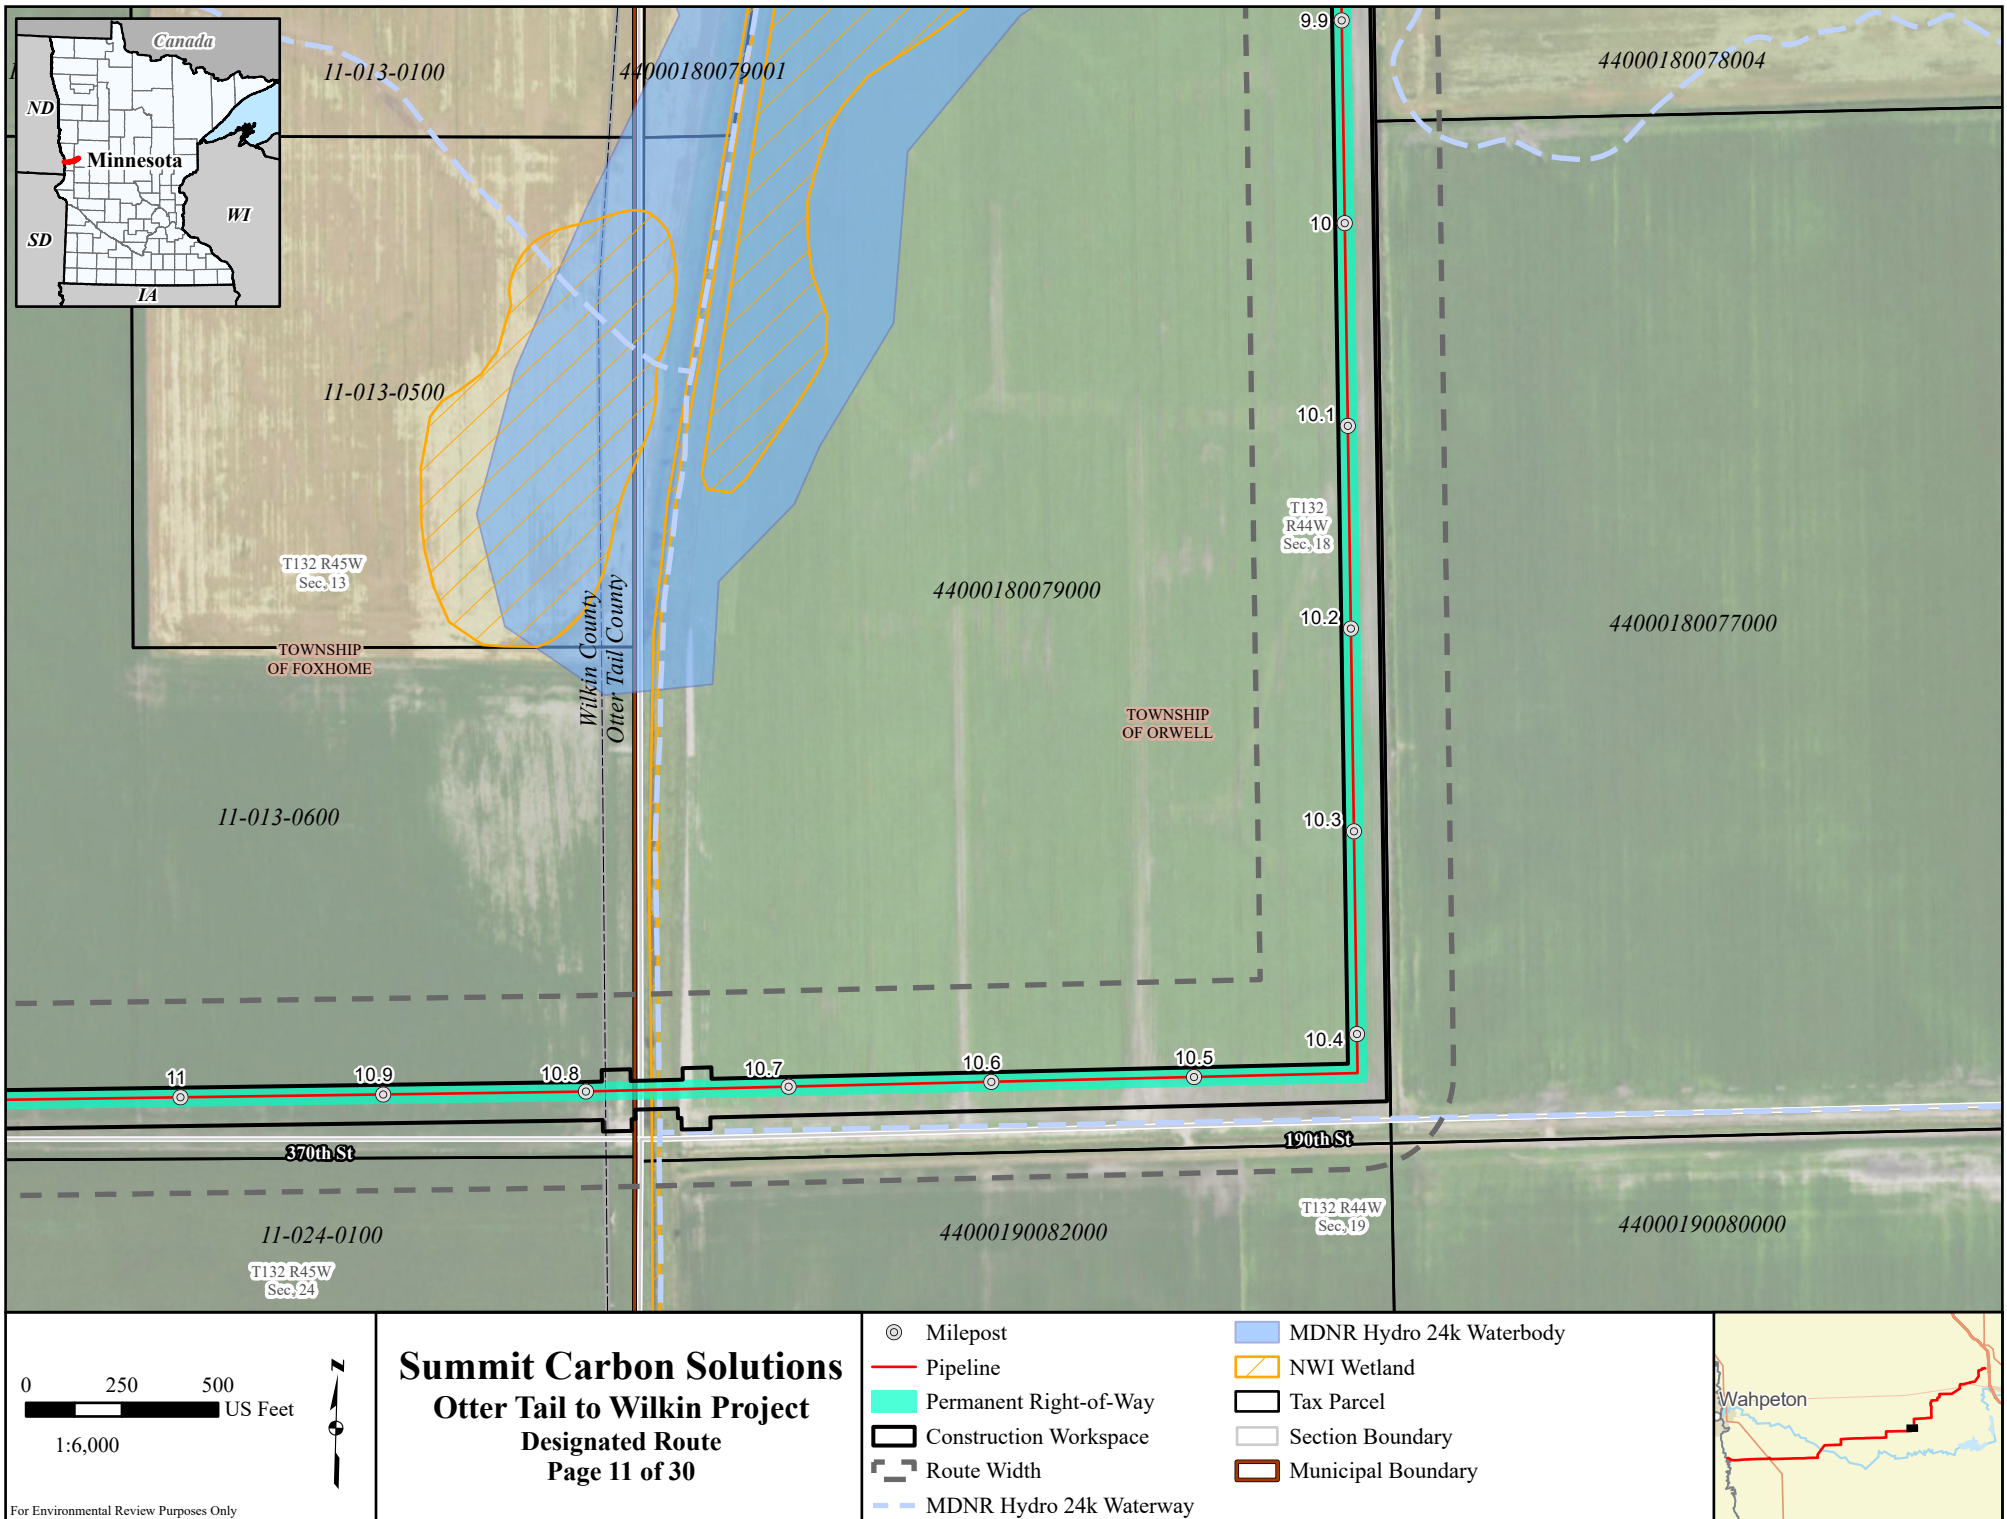 Canada
ND
Minnesota
WI
SD
IA
11-013-0100
44000180079001
9.9
44000180078004
10
11-013-0500
10.1
T132
R44W
Sec. 18
T132 R45W
Sec. 13
44000180079000
10.2
44000180077000
TOWNSHIP
OF FOXHOME
Wilkin County
Otter Tail County
TOWNSHIP
OF ORWELL
11-013-0600
10.3
10.4
11
10.9
10.8
10.7
10.6
10.5
370th St
190th St
11-024-0100
44000190082000
T132 R44W
Sec. 19
44000190080000
T132 R45W
Sec. 24
0 250 500
US Feet
1:6,000
N
For Environmental Review Purposes Only
Summit Carbon Solutions
Otter Tail to Wilkin Project
Designated Route
Page 11 of 30
Milepost
Pipeline
Permanent Right-of-Way
Construction Workspace
Route Width
MDNR Hydro 24k Waterway
MDNR Hydro 24k Waterbody
NWI Wetland
Tax Parcel
Section Boundary
Municipal Boundary
Wahpeton